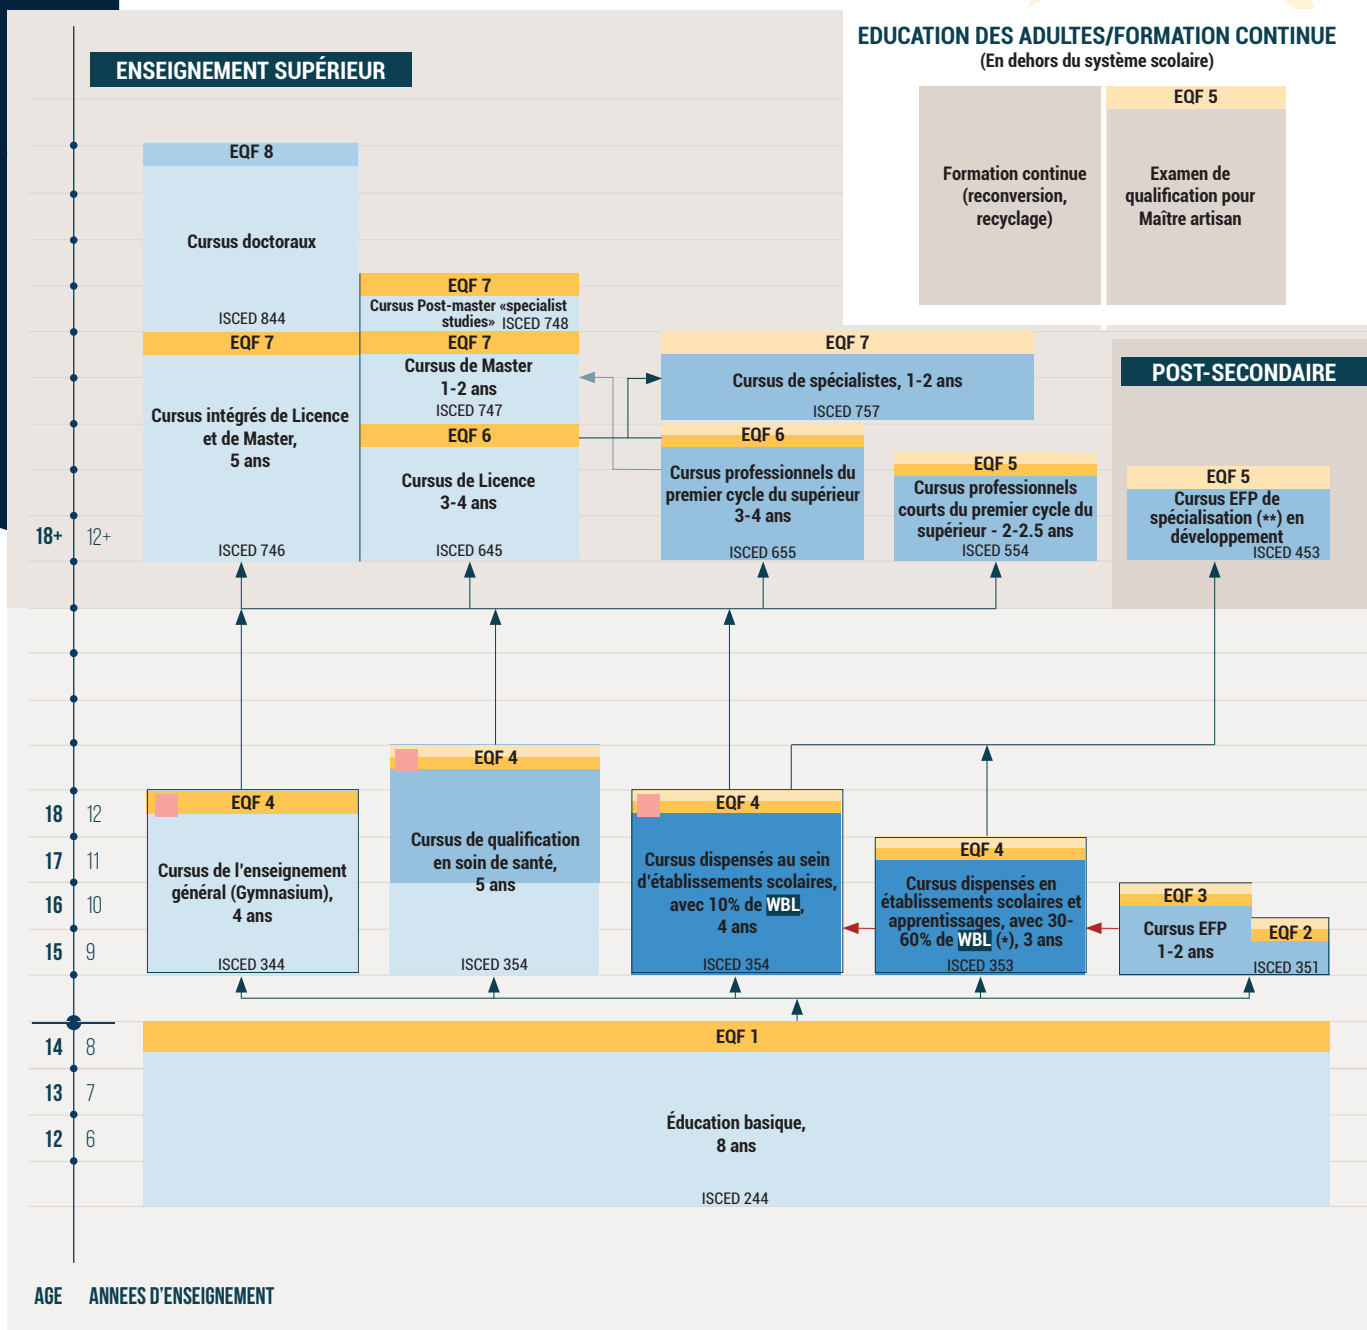 EDUCATION DES ADULTES/FORMATION CONTINUE
(En dehors du système scolaire)
EQF 5
Formation continue
(reconversion,
recyclage)
Examen de
qualification pour
Maître artisan
ENSEIGNEMENT SUPÉRIEUR
EQF 8
Cursus doctoraux
ISCED 844
EQF 7
Cursus Post-master «specialist
studies» ISCED 748
EQF 7
Cursus intégrés de Licence
et de Master,
5 ans
ISCED 746
EQF 7
Cursus de Master
1-2 ans
ISCED 747
EQF 6
Cursus de Licence
3-4 ans
ISCED 645
EQF 7
Cursus de spécialistes, 1-2 ans
ISCED 757
EQF 6
Cursus professionnels du
premier cycle du supérieur
3-4 ans
ISCED 655
EQF 5
Cursus professionnels
courts du premier cycle du
supérieur - 2-2.5 ans
ISCED 554
POST-SECONDAIRE
EQF 5
Cursus EFP de
spécialisation (**) en
développement
ISCED 453
18+ 12+
EQF 4
Cursus de l'enseignement
général (Gymnasium),
4 ans
ISCED 344
EQF 4
Cursus de qualification
en soin de santé,
5 ans
ISCED 354
EQF 4
Cursus dispensés au sein
d'établissements scolaires,
avec 10% de WBL,
4 ans
ISCED 354
EQF 4
Cursus dispensés en
établissements scolaires et
apprentissages, avec 30-
60% de WBL (*), 3 ans
ISCED 353
EQF 3
Cursus EFP
1-2 ans
EQF 2
ISCED 351
18 12
17 11
16 10
15 9
EQF 1
Éducation basique,
8 ans
ISCED 244
14 8
13 7
12 6
AGE ANNEES D'ENSEIGNEMENT